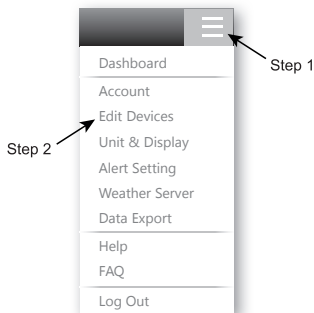 Step 1
Dashboard
Account
Edit Devices
Step 2
Unit & Display
Alert Setting
Weather Server
Data Export
Help
FAQ
Log Out